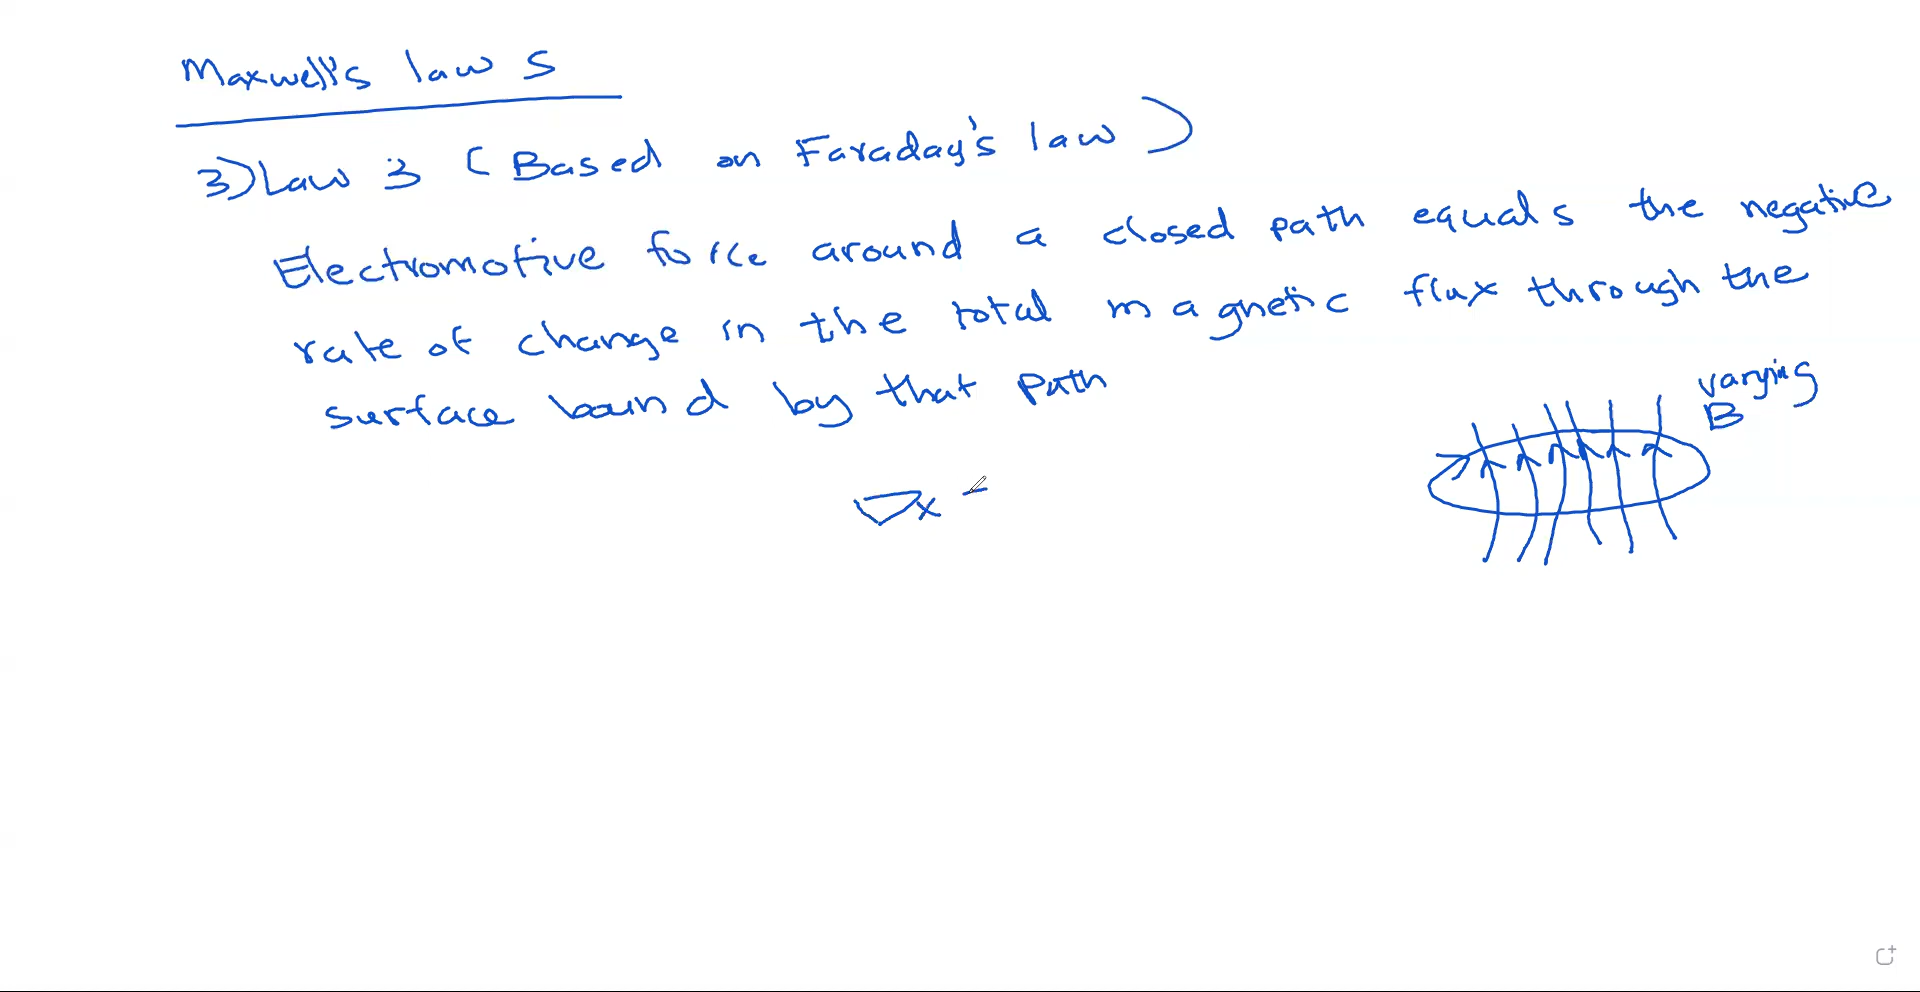 Maxwell's laws
3) Law 3 (Based on Faraday's law)
Electromotive force around a closed path equals the negative
rate of change in the total magnetic flux through the
surface bound by that path
varying
B
∇×